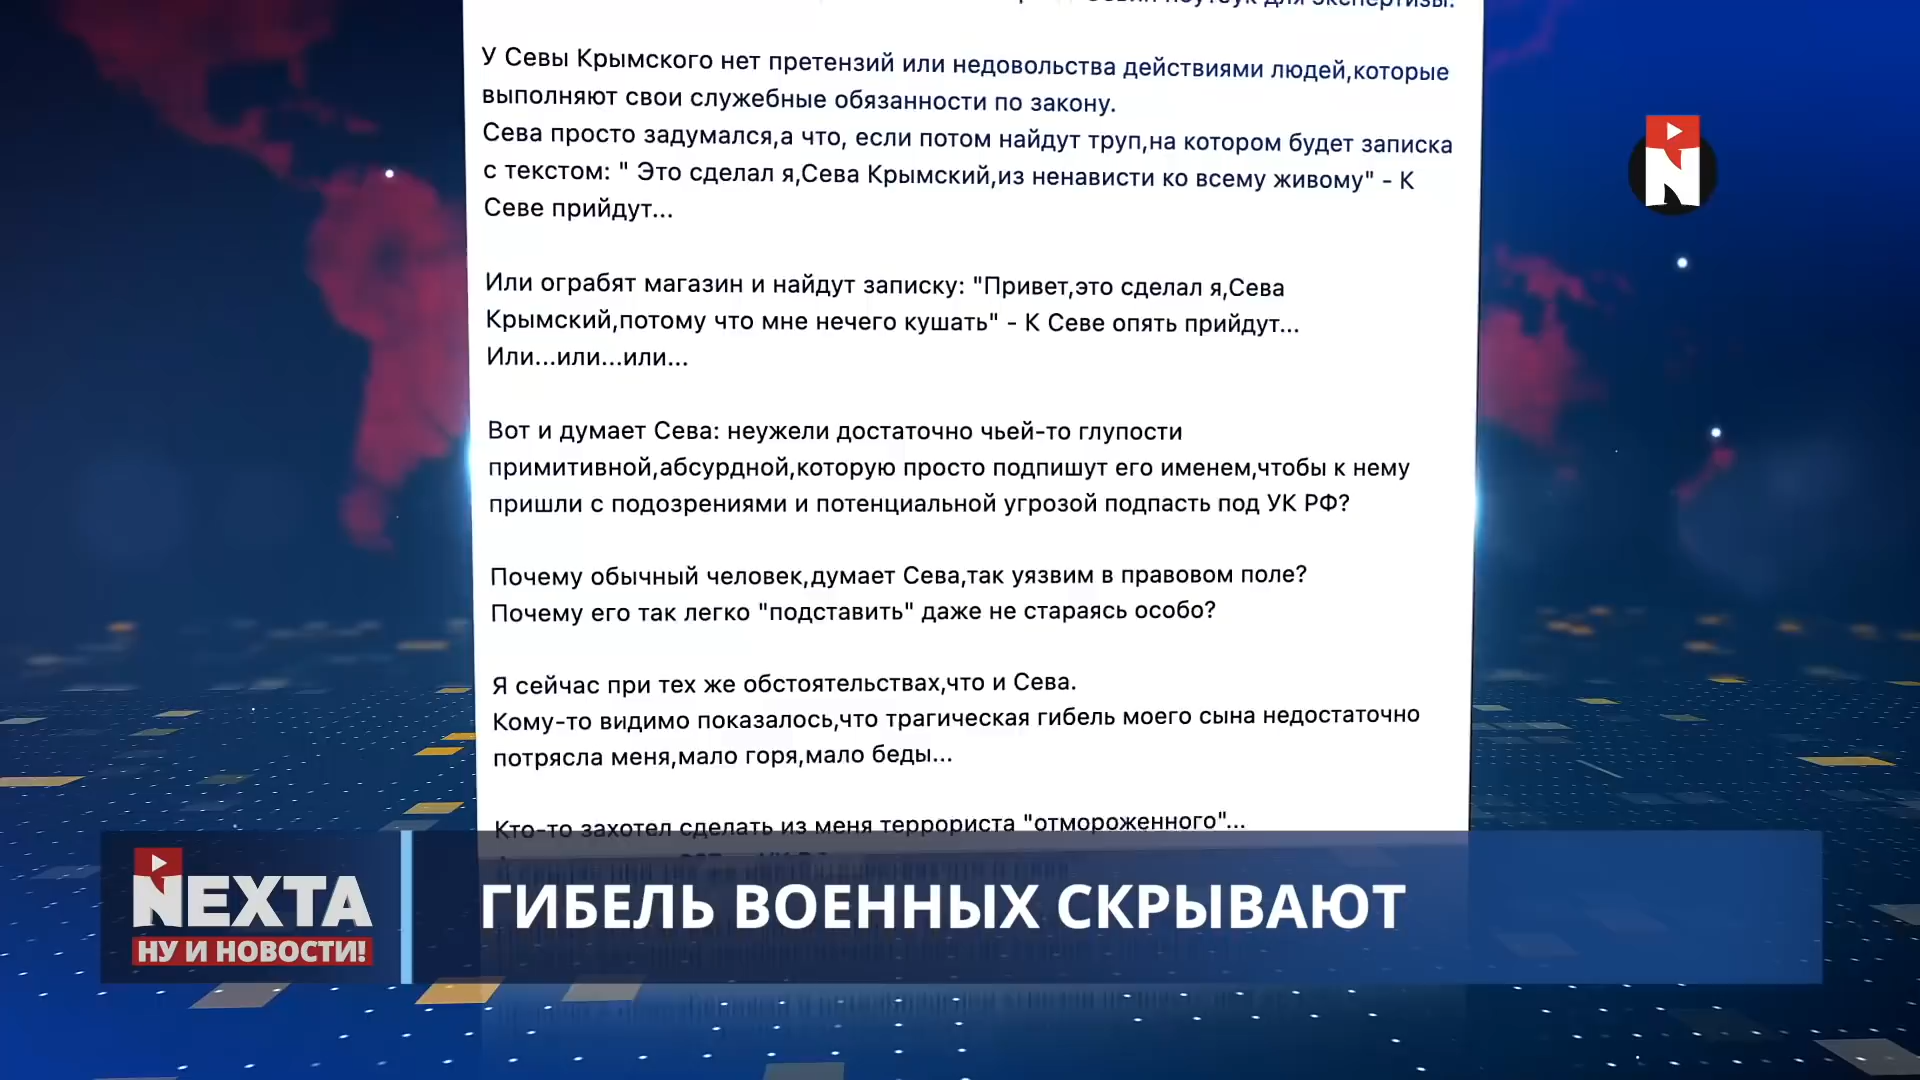 ноутбук для экспертизы.
У Севы Крымского нет претензий или недовольства действиями людей,которые
выполняют свои служебные обязанности по закону.
Сева просто задумался,а что, если потом найдут труп,на котором будет записка
с текстом: " Это сделал я,Сева Крымский,из ненависти ко всему живому" - К
Севе прийдут...
Или ограбят магазин и найдут записку: "Привет,это сделал я,Сева
Крымский,потому что мне нечего кушать" - К Севе опять прийдут...
Или...или...или...
Вот и думает Сева: неужели достаточно чьей-то глупости
примитивной,абсурдной,которую просто подпишут его именем,чтобы к нему
пришли с подозрениями и потенциальной угрозой подпасть под УК РФ?
Почему обычный человек,думает Сева,так уязвим в правовом поле?
Почему его так легко "подставить" даже не стараясь особо?
Я сейчас при тех же обстоятельствах,что и Сева.
Кому-то видимо показалось,что трагическая гибель моего сына недостаточно
потрясла меня,мало горя,мало беды...
Кто-то захотел сделать из меня террориста "отмороженного"...
N
NEXTA
НУ И НОВОСТИ!
ГИБЕЛЬ ВОЕННЫХ СКРЫВАЮТ